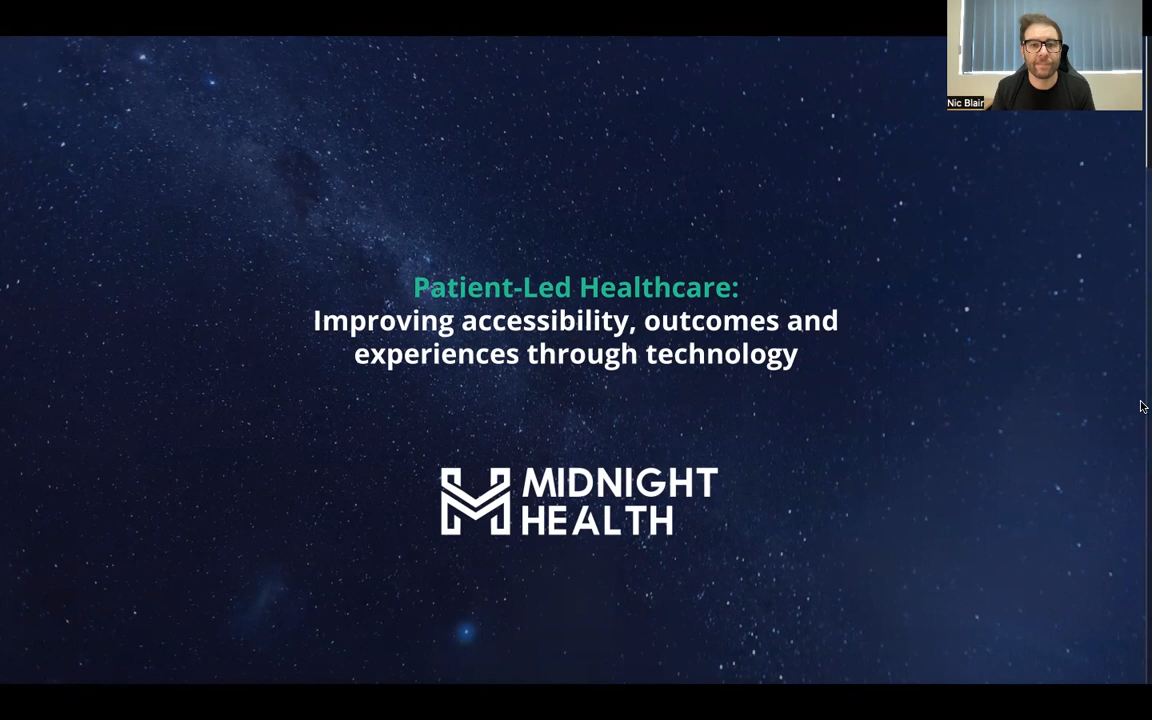 Nic Blair
Patient-Led Healthcare:
Improving accessibility, outcomes and
experiences through technology
MIDNIGHT
HEALTH